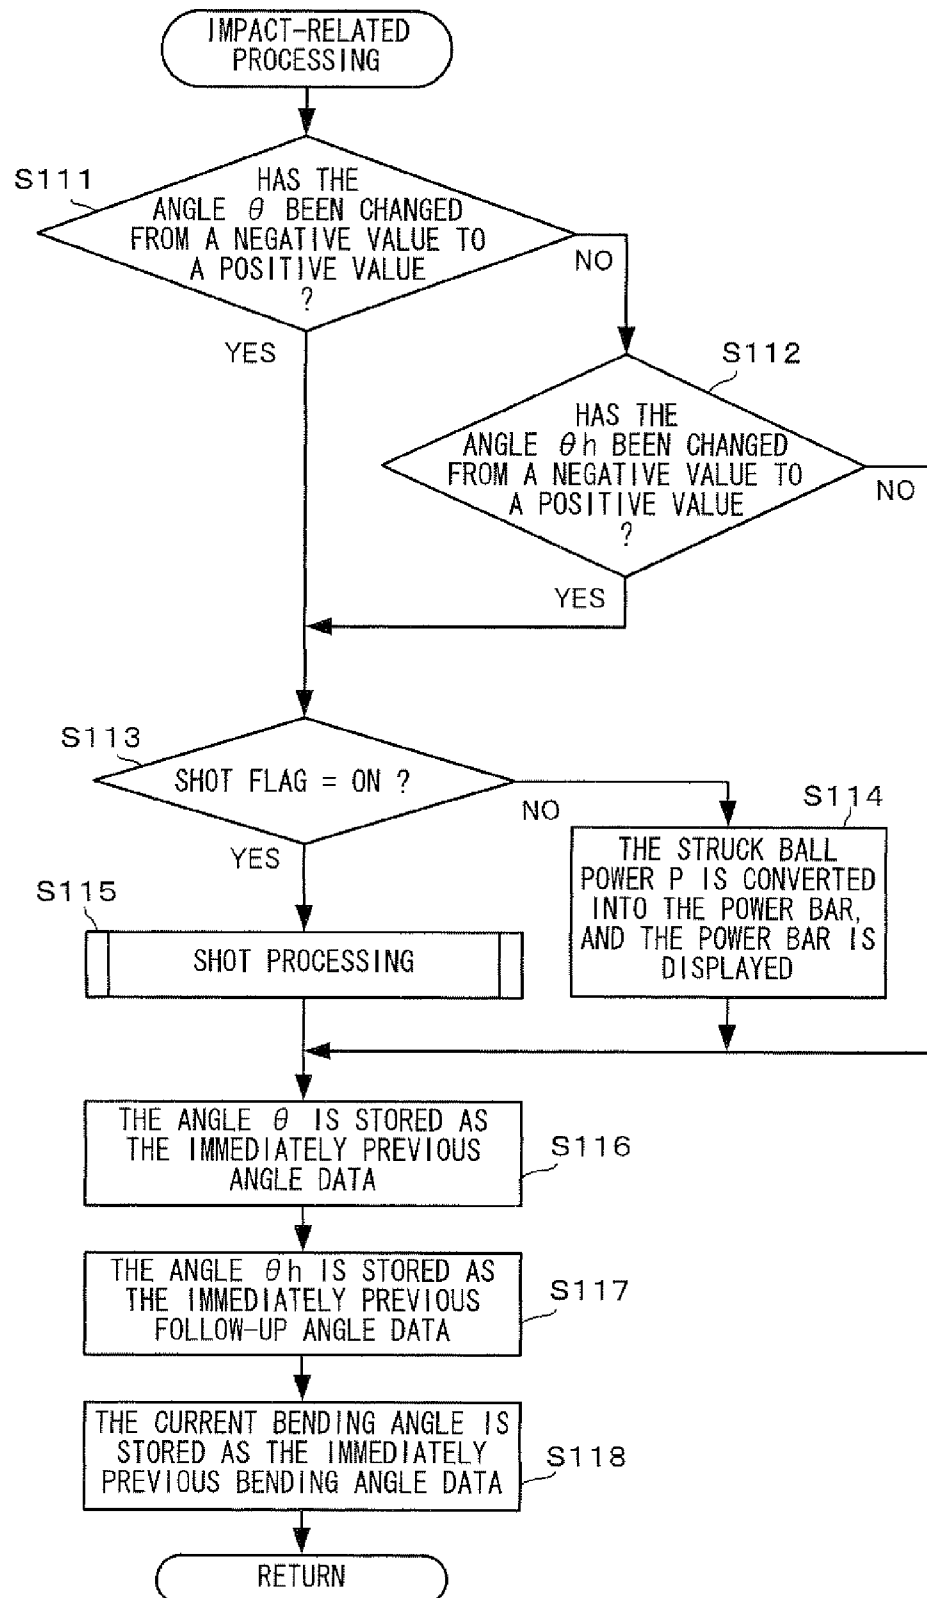 IMPACT-RELATED
PROCESSING
S111
HAS THE
ANGLE θ BEEN CHANGED
FROM A NEGATIVE VALUE TO
A POSITIVE VALUE
?
NO
YES
S112
HAS THE
ANGLE θh BEEN CHANGED
FROM A NEGATIVE VALUE TO
A POSITIVE VALUE
?
NO
YES
S113
SHOT FLAG = ON ?
NO
YES
S114
THE STRUCK BALL
POWER P IS CONVERTED
INTO THE POWER BAR,
AND THE POWER BAR IS
DISPLAYED
S115
SHOT PROCESSING
THE ANGLE θ IS STORED AS
THE IMMEDIATELY PREVIOUS
ANGLE DATA
S116
THE ANGLE θh IS STORED AS
THE IMMEDIATELY PREVIOUS
FOLLOW-UP ANGLE DATA
S117
THE CURRENT BENDING ANGLE IS
STORED AS THE IMMEDIATELY
PREVIOUS BENDING ANGLE DATA
S118
RETURN